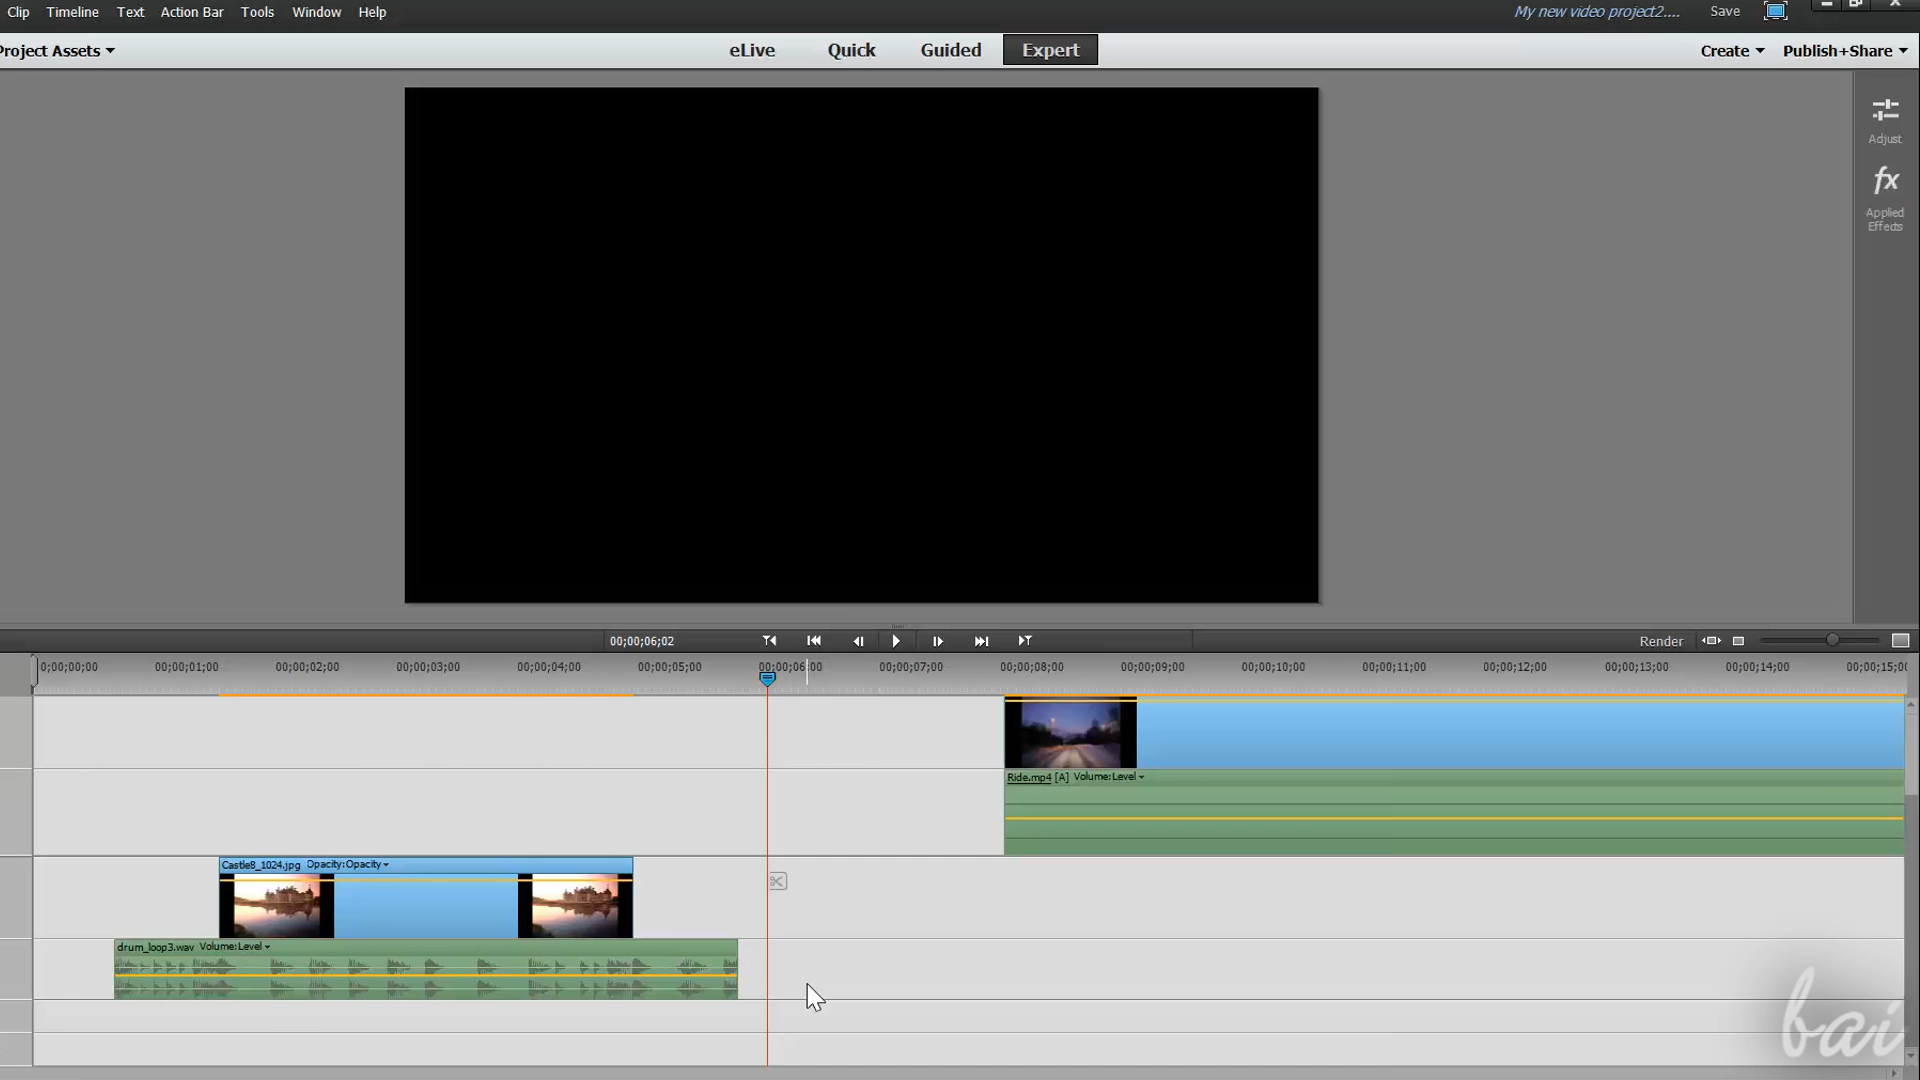 Clip Timeline Text Action Bar Tools Window Help
My new video project2.... Save
Project Assets eLive Quick Guided Expert Create Publish+Share
Adjust
fx
Applied
Effects
00;00;06;02
Render
0;00;00;00 00;00;01;00 00;00;02;00 00;00;03;00 00;00;04;00 00;00;05;00 00;00;06;00 00;00;07;00 00;00;08;00 00;00;09;00 00;00;10;00 00;00;11;00 00;00;12;00 00;00;13;00 00;00;14;00 00;00;15;00
Ride.mp4 [A] Volume:Level
Castle8_1024.jpg Opacity:Opacity
drum_loop3.wav Volume:Level
bai